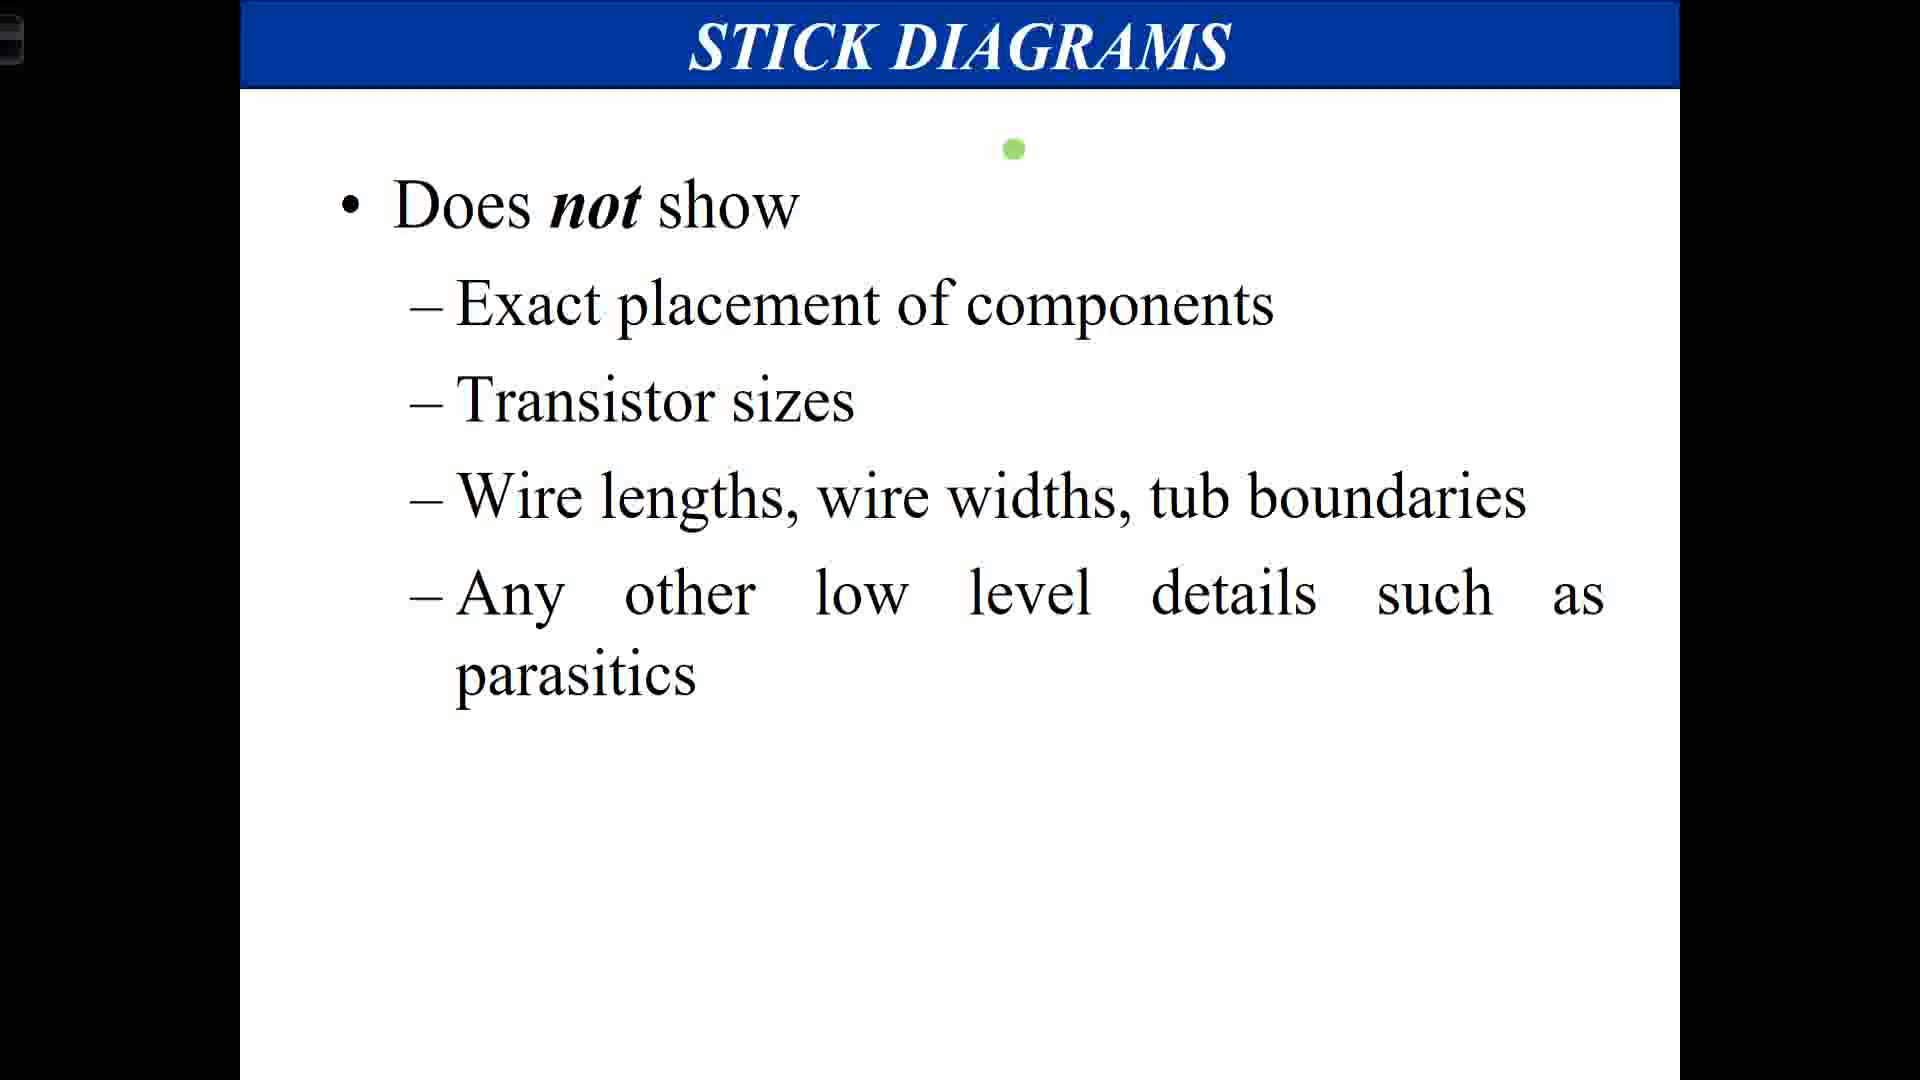 STICK DIAGRAMS
• Does not show
– Exact placement of components
– Transistor sizes
– Wire lengths, wire widths, tub boundaries
– Any other low level details such as
parasitics